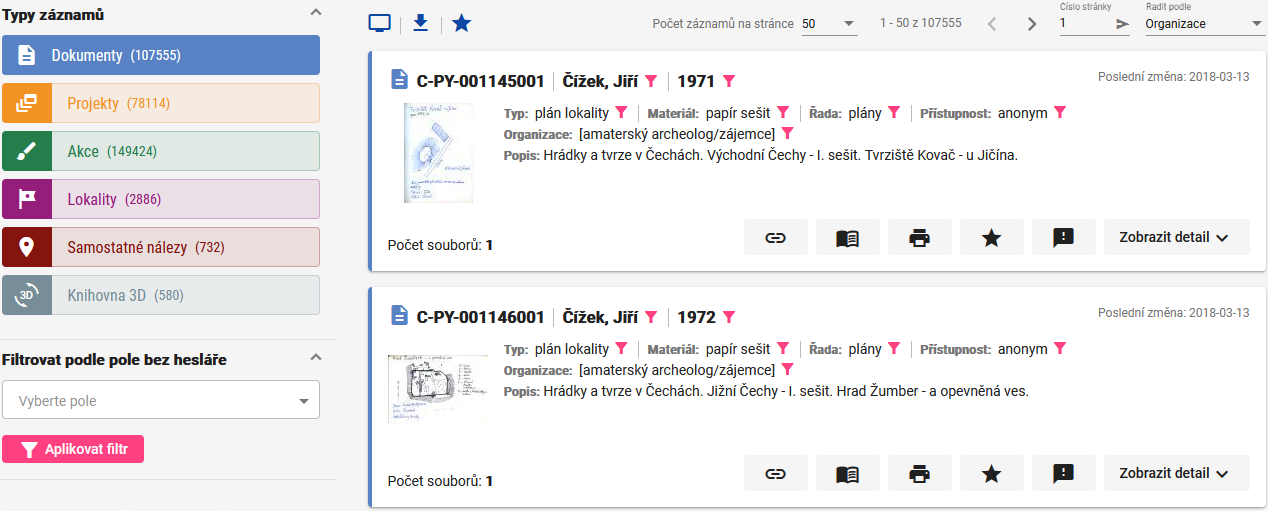 Typy záznamů
Dokumenty (107555)
Projekty (78114)
Akce (149424)
Lokality (2886)
Samostatné nálezy (732)
3D Knihovna 3D (580)
Filtrovat podle pole bez hesláře
Vyberte pole
Aplikovat filtr
Počet záznamů na stránce 50
1 - 50 z 107555
Číslo stránky
1
Radit podle
Organizace
C-PY-001145001 Čížek, Jiří 1971
Poslední změna: 2018-03-13
Typ: plán lokality Materiál: papír sešit Řada: plány Přístupnost: anonym
Organizace: [amaterský archeolog/zájemce]
Popis: Hrádky a tvrze v Čechách. Východní Čechy - I. sešit. Tvrziště Kovač - u Jičína.
Počet souborů: 1
Zobrazit detail
C-PY-001146001 Čížek, Jiří 1972
Poslední změna: 2018-03-13
Typ: plán lokality Materiál: papír sešit Řada: plány Přístupnost: anonym
Organizace: [amaterský archeolog/zájemce]
Popis: Hrádky a tvrze v Čechách. Jižní Čechy - I. sešit. Hrad Žumber - a opevněná ves.
Počet souborů: 1
Zobrazit detail